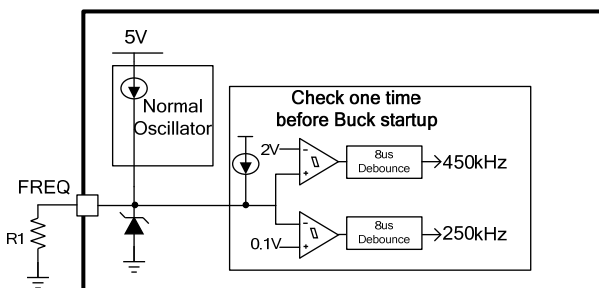 5V
Normal
Oscillator
Check one time
before Buck startup
2V
−
+
8us
Debounce
450kHz
FREQ
R1
−
+
0.1V
8us
Debounce
250kHz